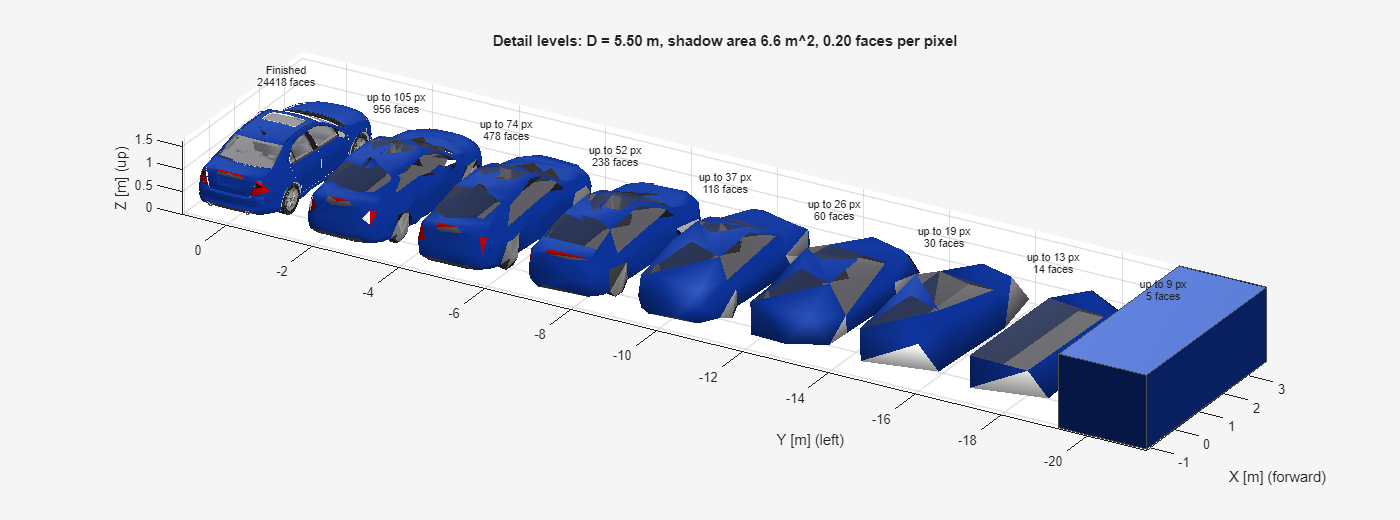 Detail levels: D = 5.50 m, shadow area 6.6 m^2, 0.20 faces per pixel
Finished
24418 faces
up to 105 px
956 faces
up to 74 px
478 faces
up to 52 px
238 faces
up to 37 px
118 faces
up to 26 px
60 faces
up to 19 px
30 faces
up to 13 px
14 faces
up to 9 px
5 faces
Z [m] (up)
1.5
1
0.5
0
0
-2
-4
-6
-8
-10
-12
-14
-16
-18
-20
Y [m] (left)
3
2
1
0
-1
X [m] (forward)